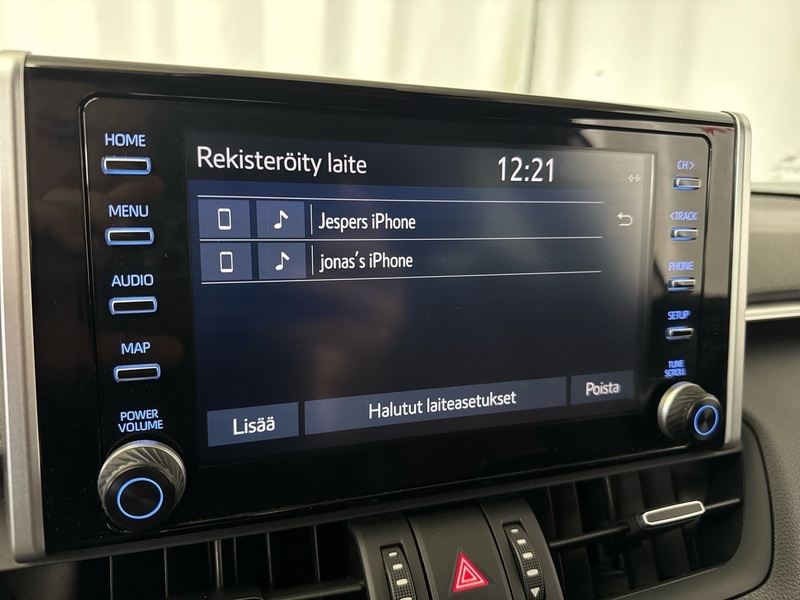 HOME
MENU
AUDIO
MAP
POWER
VOLUME
Rekisteröity laite
12:21
Jespers iPhone
jonas's iPhone
Lisää
Halutut laiteasetukset
Poista
CH >
< TRACK
PHONE
SETUP
TUNE
SCROLL